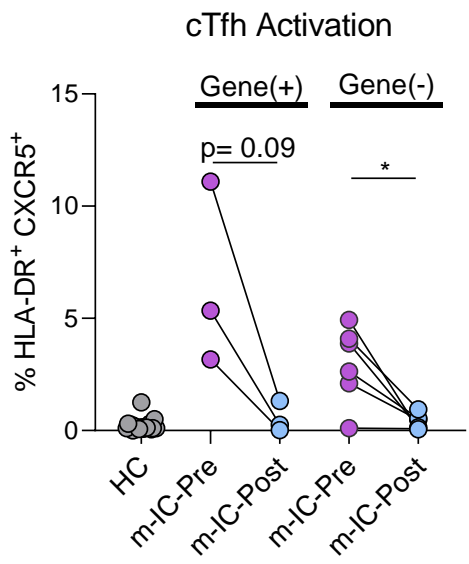 cTfh Activation
Gene(+) Gene(-)
p= 0.09 *
% HLA-DR⁺ CXCR5⁺
15
10
5
0
HC m-IC-Pre m-IC-Post m-IC-Pre m-IC-Post